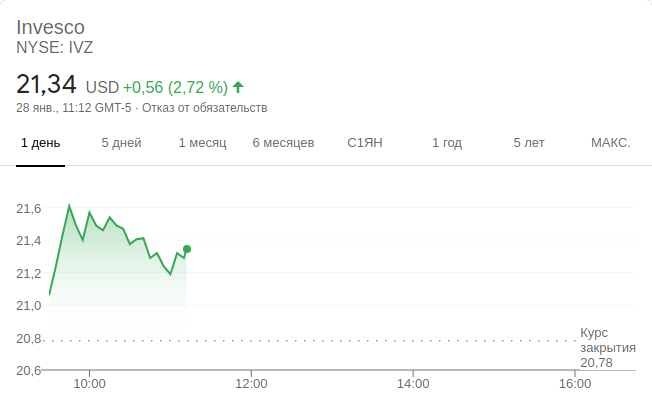 Invesco
NYSE: IVZ
21,34 USD +0,56 (2,72 %)
28 янв., 11:12 GMT-5 · Отказ от обязательств
1 день 5 дней 1 месяц 6 месяцев С1ЯН 1 год 5 лет МАКС.
21,6
21,4
21,2
21,0
20,8
20,6
Курс
закрытия
20,78
10:00 12:00 14:00 16:00